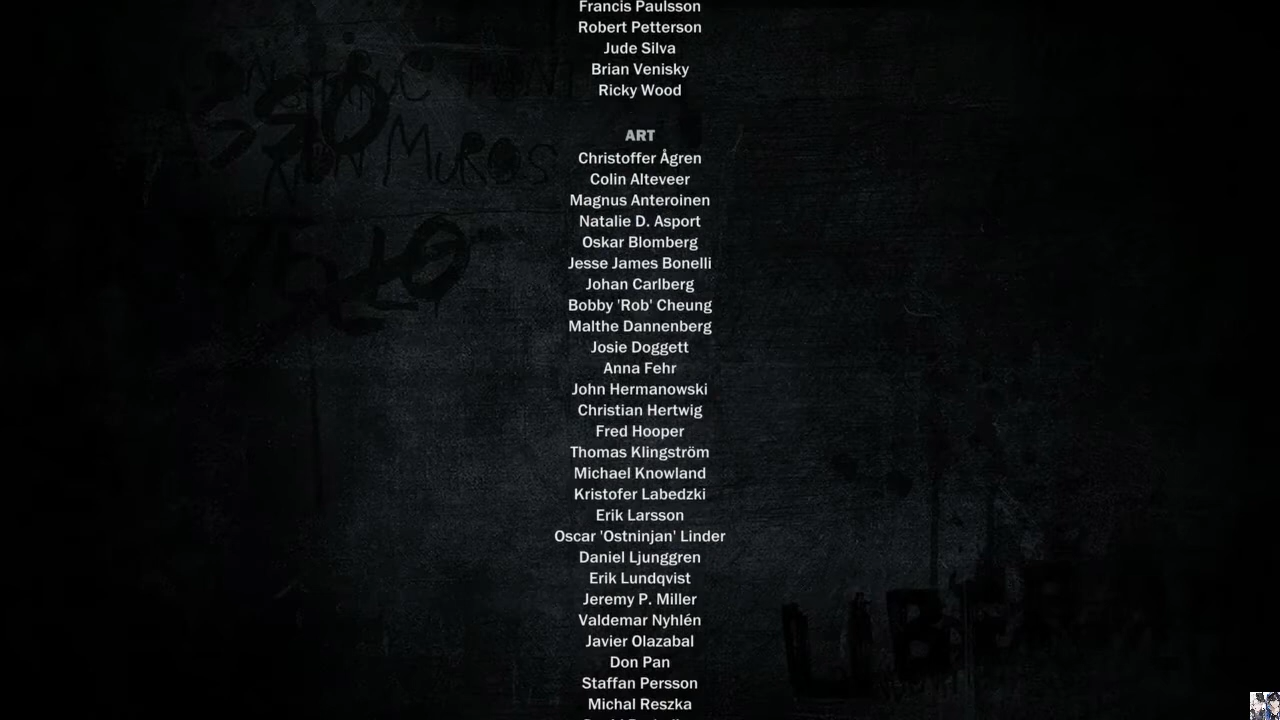 Francis Paulsson
Robert Petterson
Jude Silva
Brian Venisky
Ricky Wood
ART
Christoffer Ågren
Colin Alteveer
Magnus Anteroinen
Natalie D. Asport
Oskar Blomberg
Jesse James Bonelli
Johan Carlberg
Bobby 'Rob' Cheung
Malthe Dannenberg
Josie Doggett
Anna Fehr
John Hermanowski
Christian Hertwig
Fred Hooper
Thomas Klingström
Michael Knowland
Kristofer Labedzki
Erik Larsson
Oscar 'Ostninjan' Linder
Daniel Ljunggren
Erik Lundqvist
Jeremy P. Miller
Valdemar Nyhlén
Javier Olazabal
Don Pan
Staffan Persson
Michal Reszka
MUROS